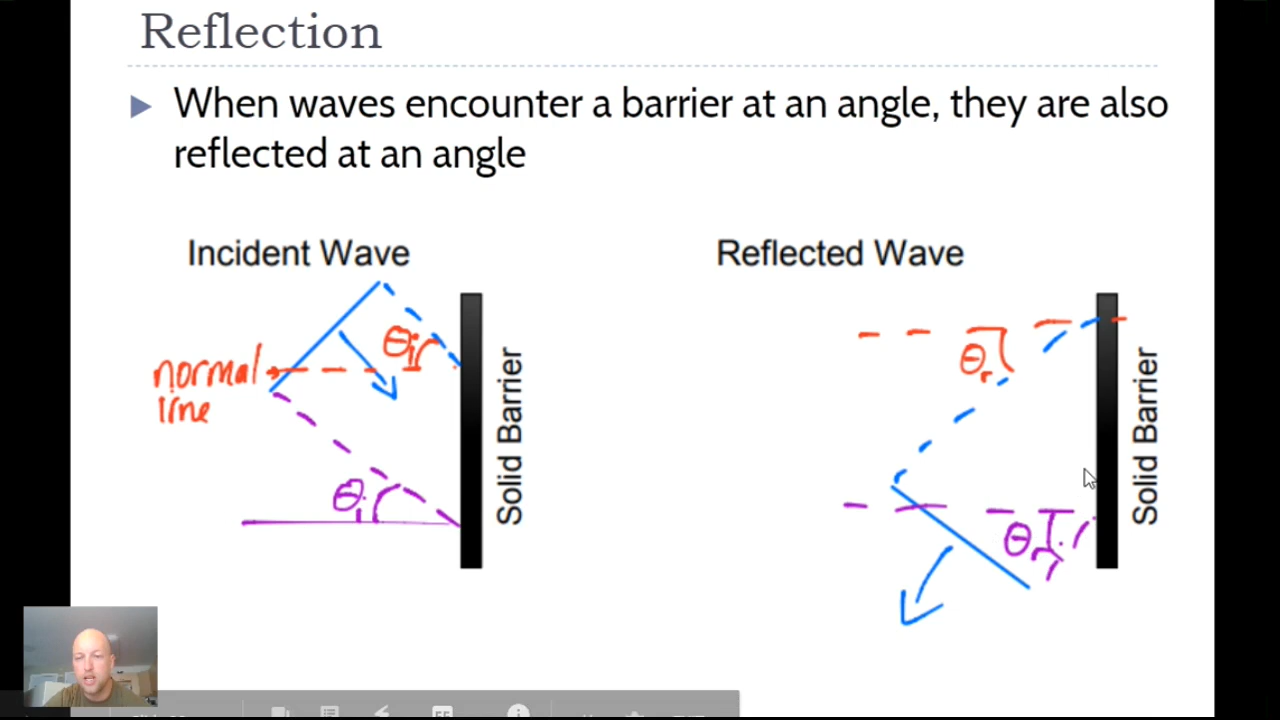 Reflection
When waves encounter a barrier at an angle, they are also
reflected at an angle
Incident Wave
Reflected Wave
normal
line
θi
θi
Solid Barrier
θr
θr
Solid Barrier